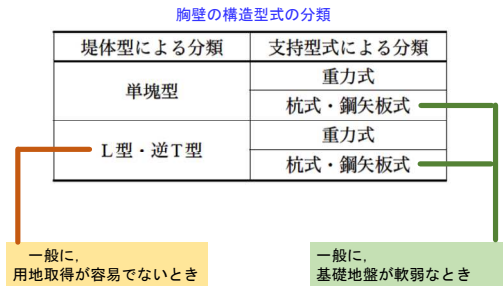 胸壁の構造型式の分類
堤体型による分類 支持型式による分類
単塊型 重力式
杭式・鋼矢板式
L型・逆T型 重力式
杭式・鋼矢板式
一般に,
用地取得が容易でないとき
一般に,
基礎地盤が軟弱なとき